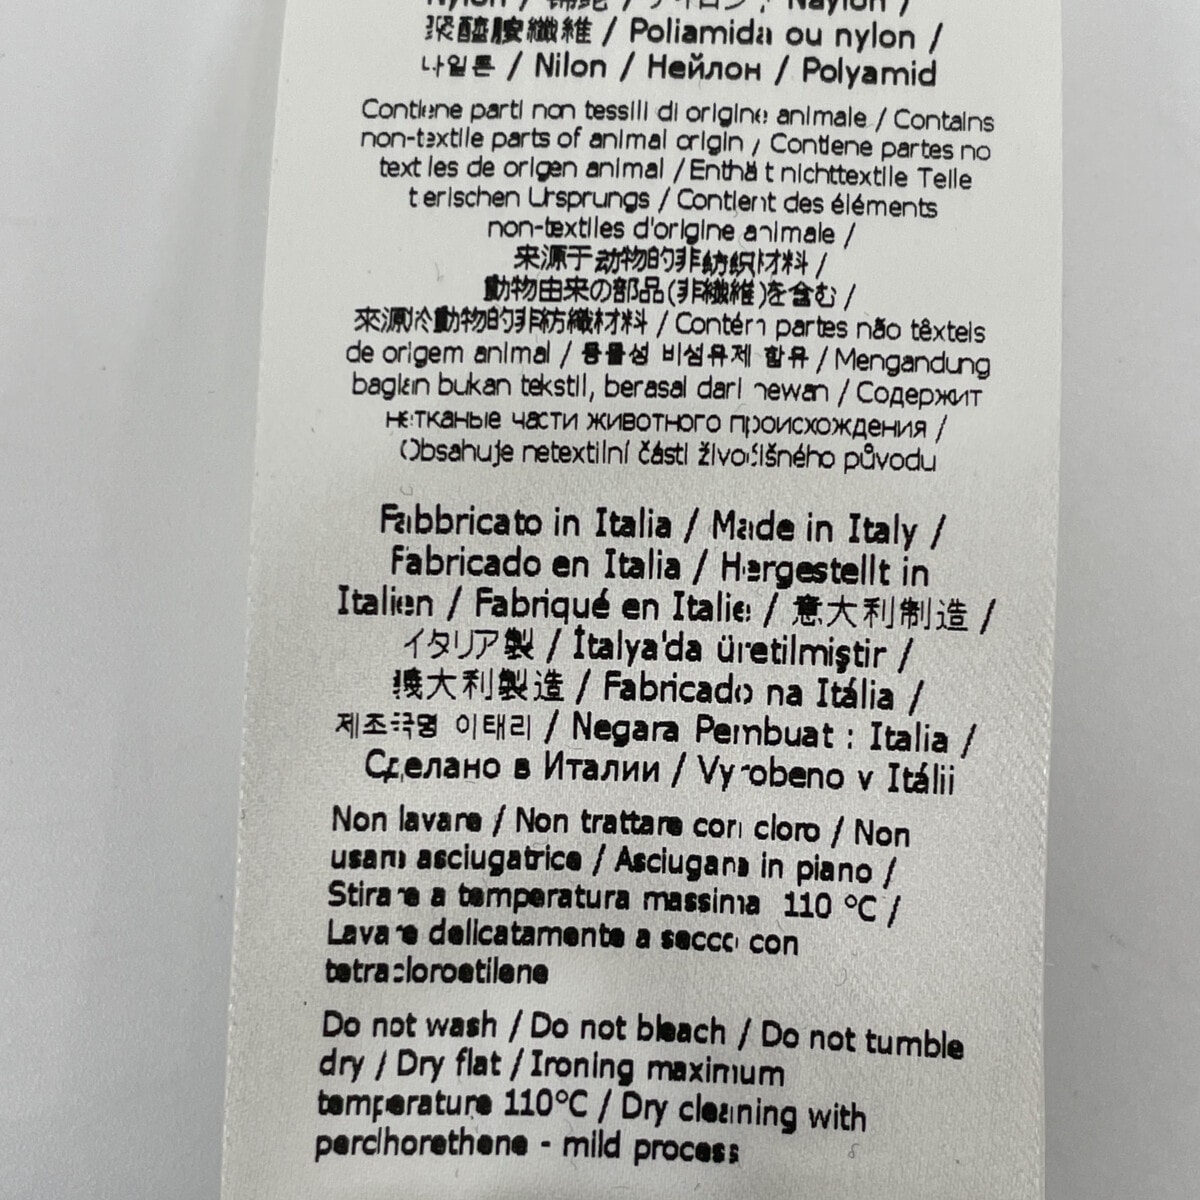 Nylon / 锦纶 / ナイロン / Naylon /
聚醯胺纖維 / Poliamida ou nylon /
나일론 / Nilon / Нейлон / Polyamid
Contiene parti non tessili di origine animale / Contains
non-textile parts of animal origin / Contiene partes no
textiles de origen animal / Enthält nichttextile Teile
tierischen Ursprungs / Contient des éléments
non-textiles d'origine animale /
来源于动物的非纺织材料 /
動物由来の部品(非繊維)を含む /
來源於動物的非紡織材料 / Contém partes não têxteis
de origem animal / 동물성 비섬유제 함유 / Mengandung
bagian bukan tekstil, berasal dari hewan / Содержит
нетканые части животного происхождения /
Obsahuje netextilní části živočišného původu
Fabbricato in Italia / Made in Italy /
Fabricado en Italia / Hergestellt in
Italien / Fabriqué en Italie / 意大利制造 /
イタリア製 / İtalya'da üretilmiştir /
義大利製造 / Fabricado na Itália /
제조국명 이태리 / Negara Pembuat : Italia /
Сделано в Италии / Vyrobeno v Itálii
Non lavare / Non trattare con cloro / Non
usare asciugatrice / Asciugare in piano /
Stirare a temperatura massima 110 °C /
Lavare delicatamente a secco con
tetracloroetilene
Do not wash / Do not bleach / Do not tumble
dry / Dry flat / Ironing maximum
temperature 110°C / Dry cleaning with
perclhorethene - mild process